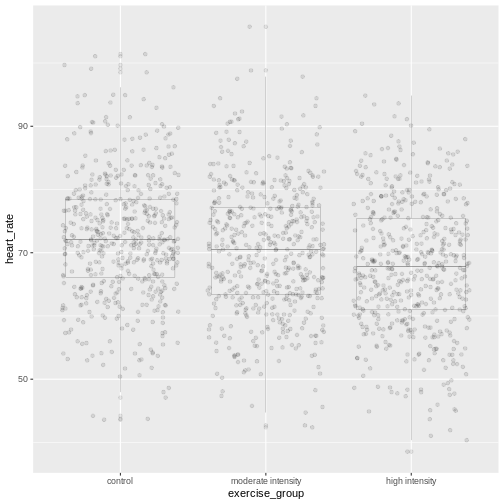 heart_rate
90
70
50
control moderate intensity high intensity
exercise_group